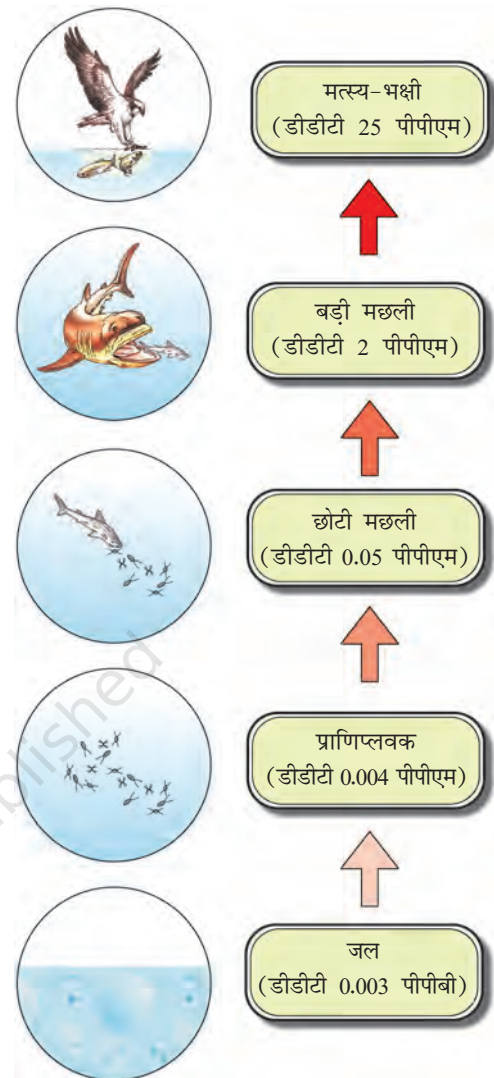 मत्स्य-भक्षी
(डीडीटी 25 पीपीएम)
बड़ी मछली
(डीडीटी 2 पीपीएम)
छोटी मछली
(डीडीटी 0.05 पीपीएम)
प्राणिप्लवक
(डीडीटी 0.004 पीपीएम)
जल
(डीडीटी 0.003 पीपीबी)